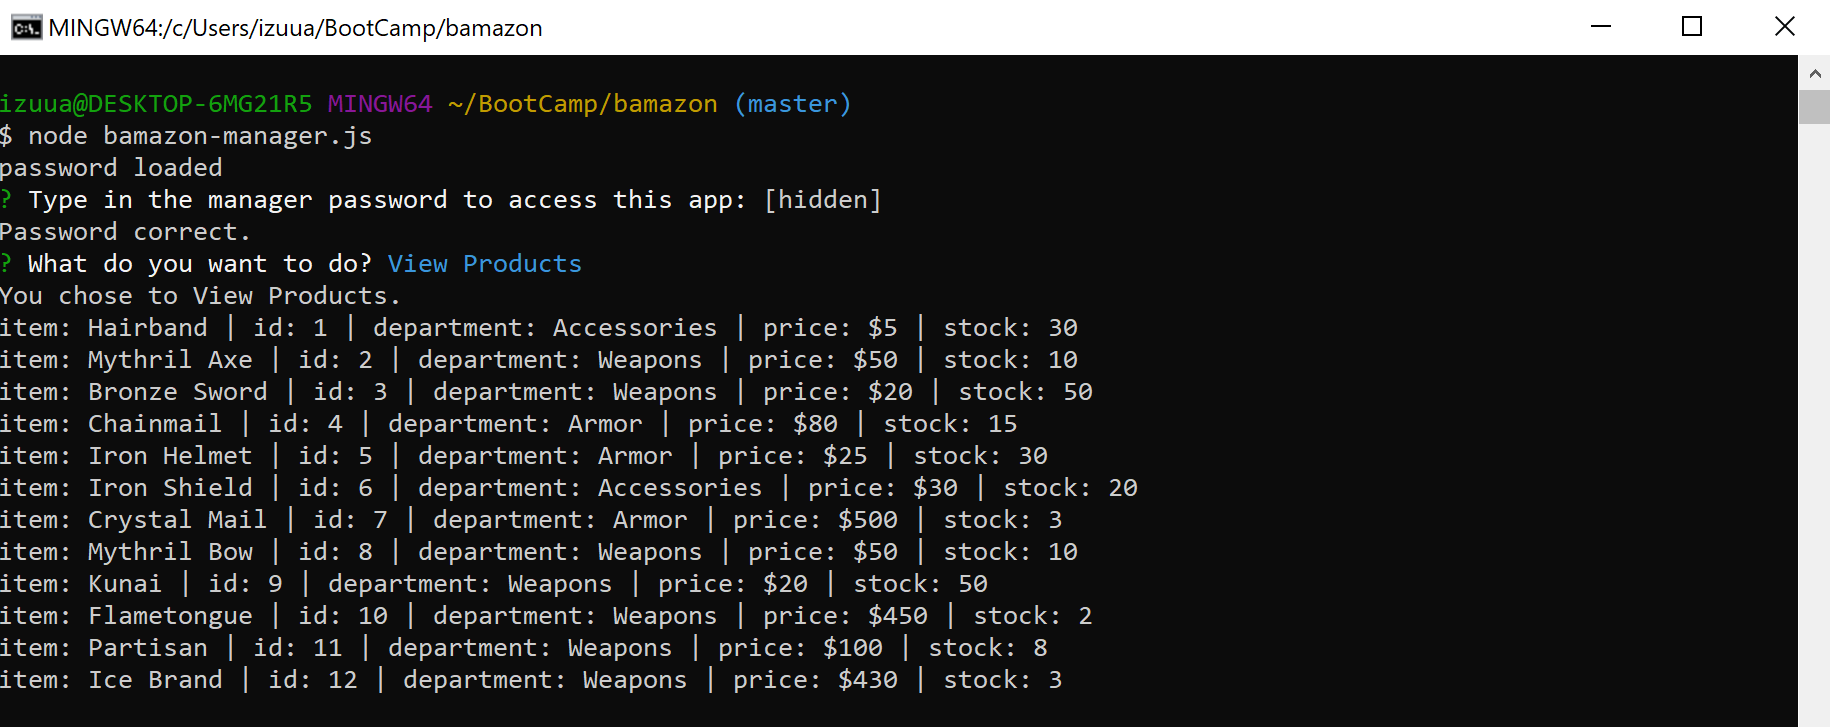 MINGW64:/c/Users/izuua/BootCamp/bamazon
izuua@DESKTOP-6MG21R5 MINGW64 ~/BootCamp/bamazon (master)
$ node bamazon-manager.js
password loaded
? Type in the manager password to access this app: [hidden]
Password correct.
? What do you want to do? View Products
You chose to View Products.
item: Hairband | id: 1 | department: Accessories | price: $5 | stock: 30
item: Mythril Axe | id: 2 | department: Weapons | price: $50 | stock: 10
item: Bronze Sword | id: 3 | department: Weapons | price: $20 | stock: 50
item: Chainmail | id: 4 | department: Armor | price: $80 | stock: 15
item: Iron Helmet | id: 5 | department: Armor | price: $25 | stock: 30
item: Iron Shield | id: 6 | department: Accessories | price: $30 | stock: 20
item: Crystal Mail | id: 7 | department: Armor | price: $500 | stock: 3
item: Mythril Bow | id: 8 | department: Weapons | price: $50 | stock: 10
item: Kunai | id: 9 | department: Weapons | price: $20 | stock: 50
item: Flametongue | id: 10 | department: Weapons | price: $450 | stock: 2
item: Partisan | id: 11 | department: Weapons | price: $100 | stock: 8
item: Ice Brand | id: 12 | department: Weapons | price: $430 | stock: 3